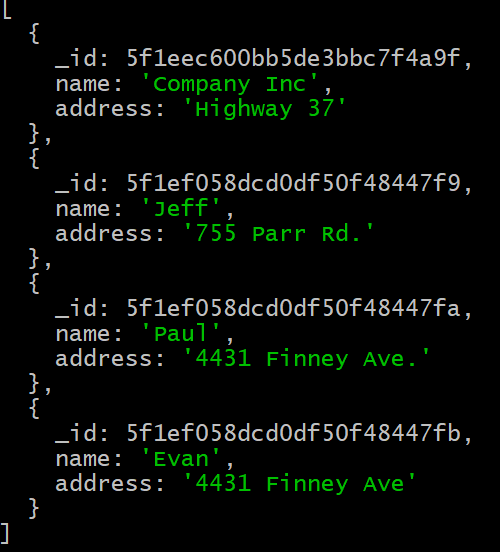 [
  {
    _id: 5f1eec600bb5de3bbc7f4a9f,
    name: 'Company Inc',
    address: 'Highway 37'
  },
  {
    _id: 5f1ef058dcd0df50f48447f9,
    name: 'Jeff',
    address: '755 Parr Rd.'
  },
  {
    _id: 5f1ef058dcd0df50f48447fa,
    name: 'Paul',
    address: '4431 Finney Ave.'
  },
  {
    _id: 5f1ef058dcd0df50f48447fb,
    name: 'Evan',
    address: '4431 Finney Ave'
  }
]